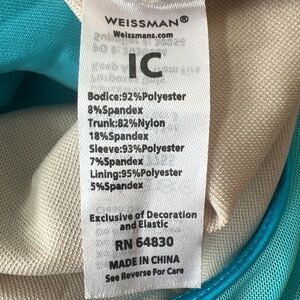 WEISSMAN®
Weissmans.com
IC
Bodice:92%Polyester
8%Spandex
Trunk:82%Nylon
18%Spandex
Sleeve:93%Polyester
7%Spandex
Lining:95%Polyester
5%Spandex
Exclusive of Decoration
and Elastic
RN 64830
MADE IN CHINA
See Reverse For Care